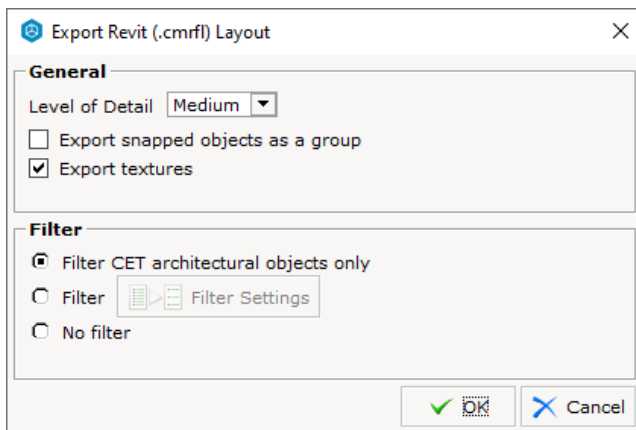 Export Revit (.cmrfl) Layout
General
Level of Detail Medium
Export snapped objects as a group
Export textures
Filter
Filter CET architectural objects only
Filter Filter Settings
No filter
OK Cancel